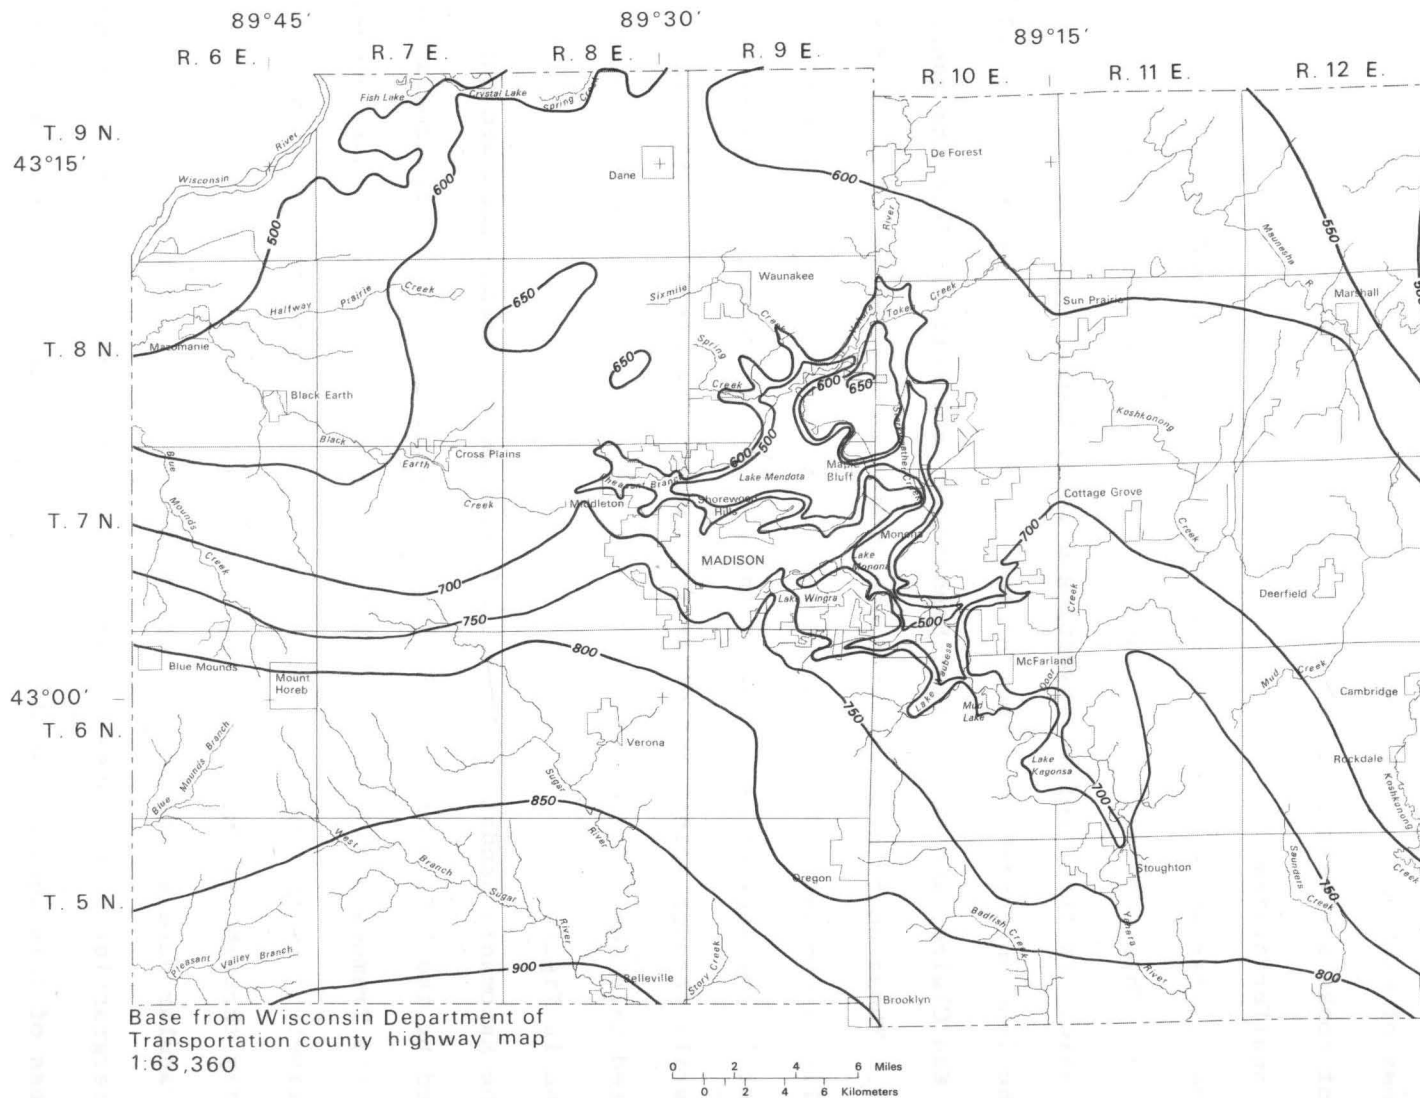 89°45'
89°30'
89°15'
R. 6 E.
R. 7 E.
R. 8 E.
R. 9 E.
R. 10 E.
R. 11 E.
R. 12 E.
Fish Lake
Crystal Lake
Spring Creek
T. 9 N.
43°15'
Wisconsin River
Dane
De Forest
600
600
500
550
River
Maunesha R
650
Halfway Prairie Creek
Waunakee
Sixmile Creek
Yahara
Token Creek
Sun Prairie
Marshall
Mazomanie
T. 8 N.
Spring Creek
650
600
650
Black Earth
Koshkonong
Creek
Black Earth
Creek
Cross Plains
600
500
Lake Mendota
Maple
Bluff
Pheasant Branch
Middleton
Shorewood
Hills
Cottage Grove
T. 7 N.
Blue Mounds Creek
MADISON
Monona
Lake
Monona
700
700
Lake Wingra
Deerfield
Creek
750
500
800
Blue Mounds
Mount
Horeb
McFarland
Door
Mud Creek
Cambridge
43°00'
Lake Waubesa
Mud
Lake
750
T. 6 N.
Verona
Blue Mounds Branch
Sugar River
Lake
Kegonsa
Rockdale
Koshkonong
Creek
700
850
West Branch Sugar River
Stoughton
Oregon
Saunders Creek
750
T. 5 N.
Badfish Creek
Yahara River
Pleasant Valley Branch
900
Belleville
Story Creek
800
Brooklyn
Base from Wisconsin Department of
Transportation county highway map
1:63,360
0 2 4 6 Miles
0 2 4 6 Kilometers